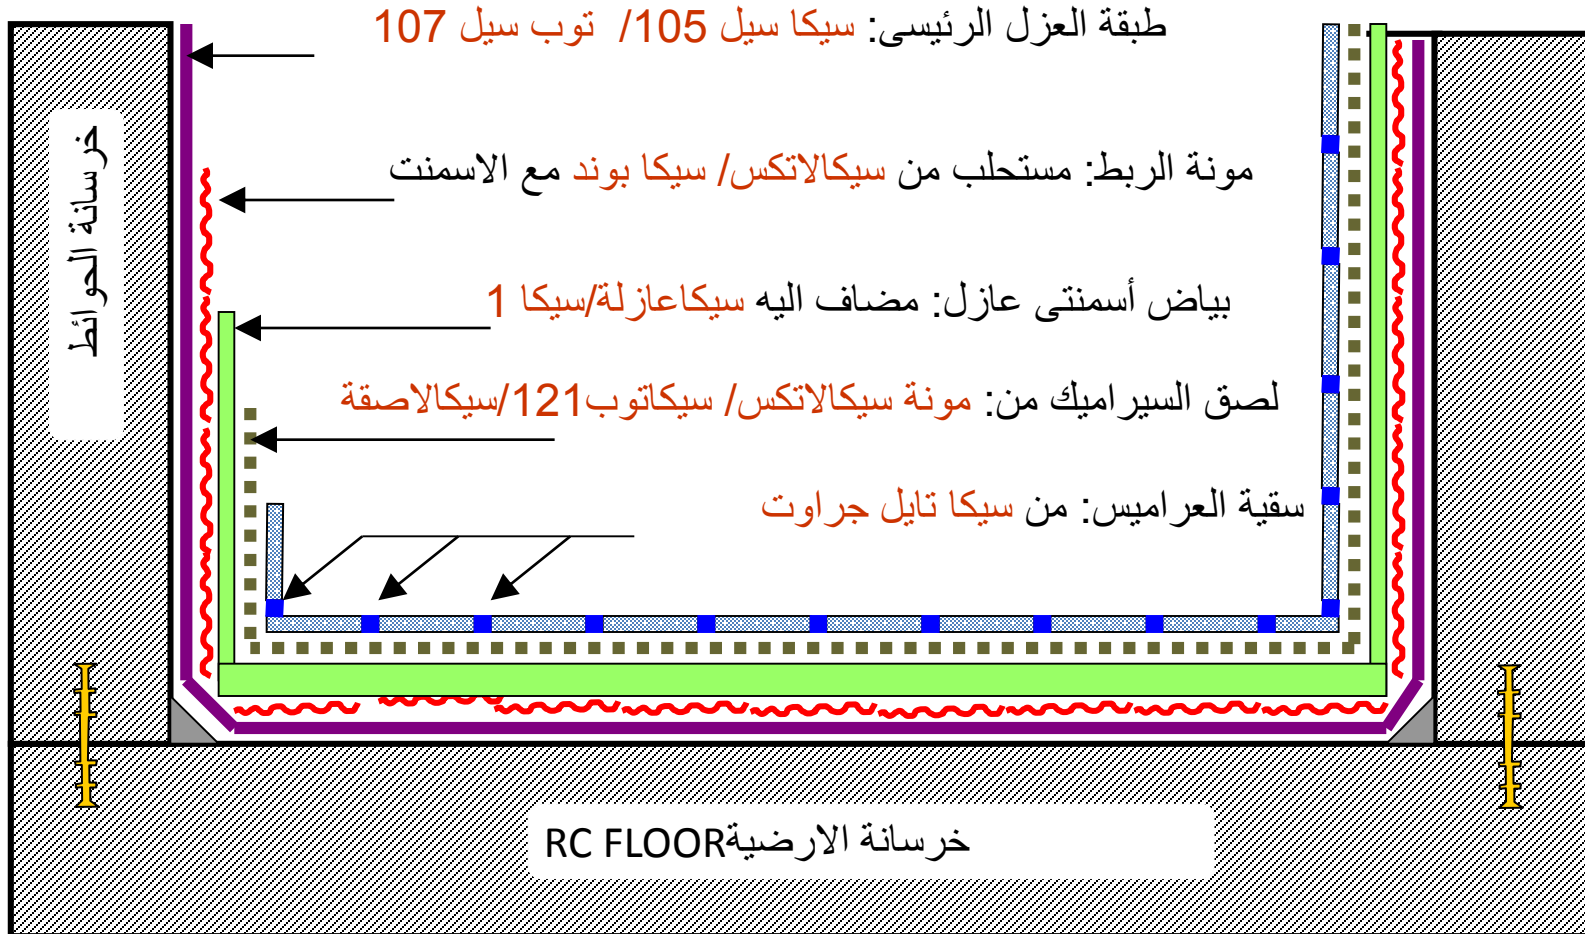 طبقة العزل الرئيسى: سيكا سيل 105/ توب سيل 107
مونة الربط: مستحلب من سيكالاتكس/ سيكا بوند مع الاسمنت
بياض أسمنتى عازل: مضاف اليه سيكاعازلة/سيكا 1
لصق السيراميك من: مونة سيكالاتكس/ سيكاتوب121/سيكالاصقة
سقية العراميس: من سيكا تايل جراوت
خرسانة الحوائط
خرسانة الارضيةRC FLOOR